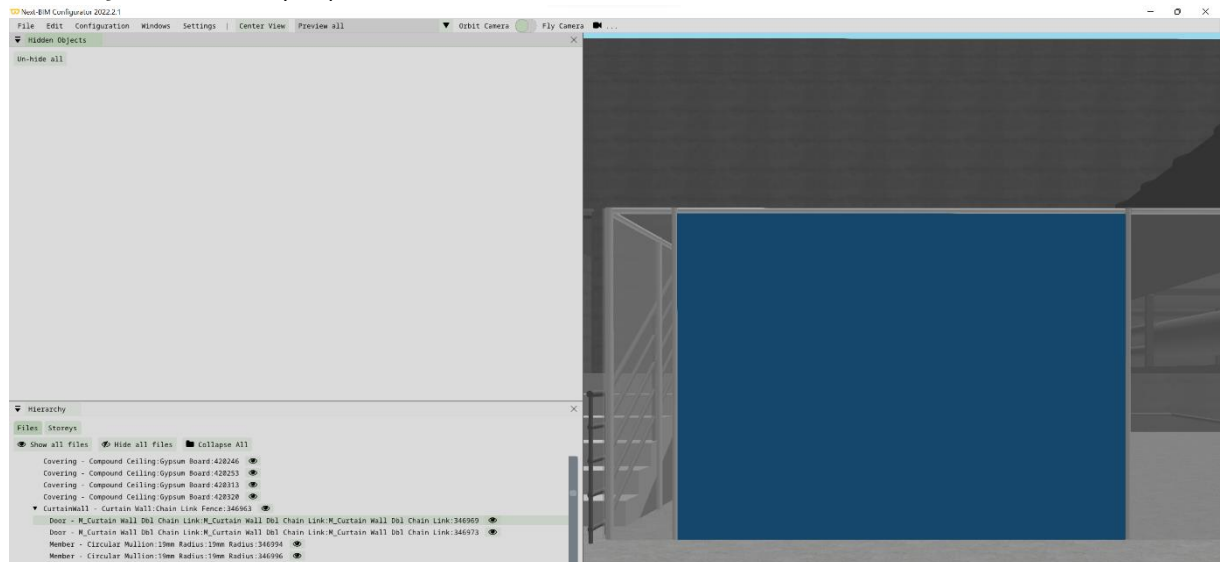 Next-BIM Configurator 2022.2.1
File Edit Configuration Windows Settings | Center View Preview all Orbit Camera Fly Camera ...
Hidden Objects
Un-hide all
Hierarchy
Files Storeys
Show all files Hide all files Collapse All
Covering - Compound Ceiling:Gypsum Board:420246
Covering - Compound Ceiling:Gypsum Board:420253
Covering - Compound Ceiling:Gypsum Board:420313
Covering - Compound Ceiling:Gypsum Board:420320
CurtainWall - Curtain Wall:Chain Link Fence:346963
Door - M_Curtain Wall Dbl Chain Link:M_Curtain Wall Dbl Chain Link:M_Curtain Wall Dbl Chain Link:346969
Door - M_Curtain Wall Dbl Chain Link:M_Curtain Wall Dbl Chain Link:M_Curtain Wall Dbl Chain Link:346973
Member - Circular Mullion:19mm Radius:19mm Radius:346994
Member - Circular Mullion:19mm Radius:19mm Radius:346996